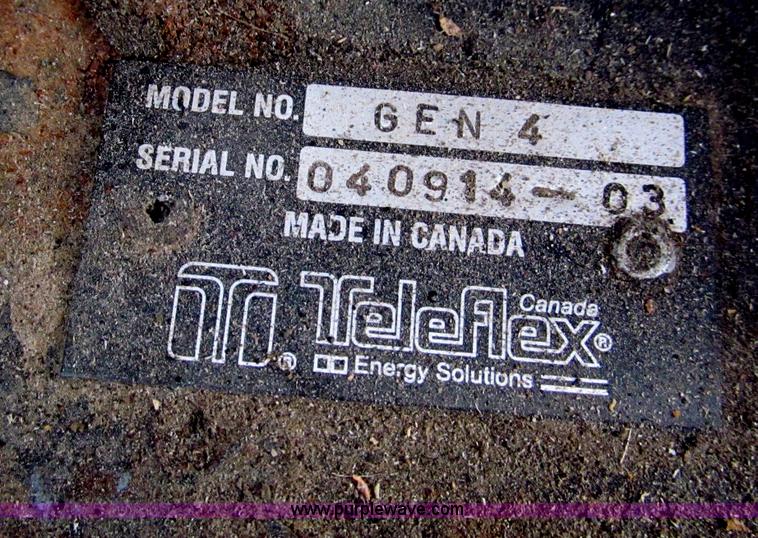 MODEL NO. GEN 4
SERIAL NO. 040914-03
MADE IN CANADA
Teleflex® Canada
® Energy Solutions
www.purplewave.com